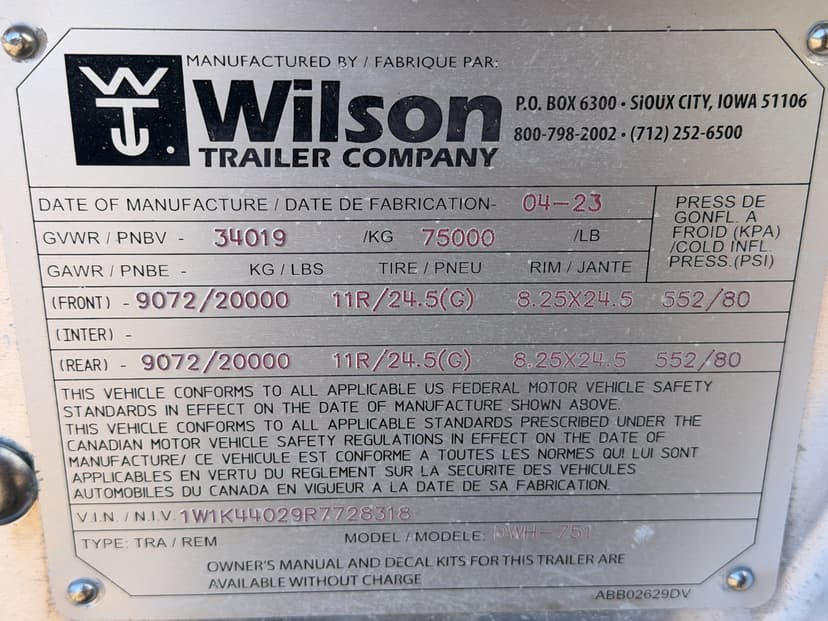 MANUFACTURED BY / FABRIQUE PAR:
Wilson
TRAILER COMPANY
P.O. BOX 6300 • SIOUX CITY, IOWA 51106
800-798-2002 • (712) 252-6500
DATE OF MANUFACTURE / DATE DE FABRICATION- 04-23
GVWR / PNBV - 34019 /KG 75000 /LB
PRESS DE
GONFL. A
FROID (KPA)
/COLD INFL.
PRESS.(PSI)
GAWR / PNBE - KG / LBS TIRE / PNEU RIM / JANTE
(FRONT) - 9072/20000 11R/24.5(G) 8.25X24.5 552/80
(INTER) -
(REAR) - 9072/20000 11R/24.5(G) 8.25X24.5 552/80
THIS VEHICLE CONFORMS TO ALL APPLICABLE US FEDERAL MOTOR VEHICLE SAFETY
STANDARDS IN EFFECT ON THE DATE OF MANUFACTURE SHOWN ABOVE.
THIS VEHICLE CONFORMS TO ALL APPLICABLE STANDARDS PRESCRIBED UNDER THE
CANADIAN MOTOR VEHICLE SAFETY REGULATIONS IN EFFECT ON THE DATE OF
MANUFACTURE/ CE VEHICULE EST CONFORME A TOUTES LES NORMES QUI LUI SONT
APPLICABLES EN VERTU DU REGLEMENT SUR LA SECURITE DES VEHICULES
AUTOMOBILES DU CANADA EN VIGUEUR A LA DATE DE SA FABRICATION.
V.I.N. / N.I.V. 1W1K44029R7728318
TYPE: TRA / REM MODEL / MODELE: DWH-751
OWNER'S MANUAL AND DECAL KITS FOR THIS TRAILER ARE
AVAILABLE WITHOUT CHARGE
ABB02629DV